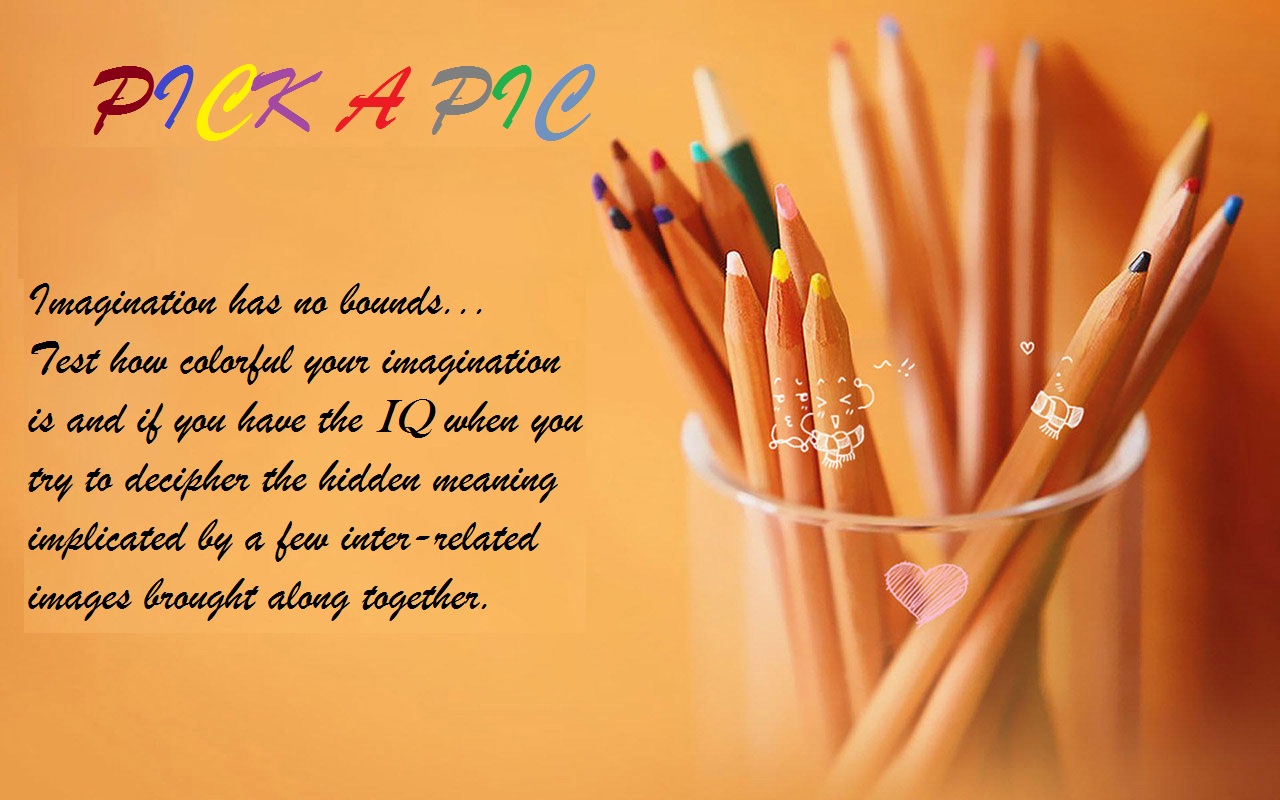 PICK A PIC
Imagination has no bounds...
Test how colorful your imagination
is and if you have the IQ when you
try to decipher the hidden meaning
implicated by a few inter-related
images brought along together.